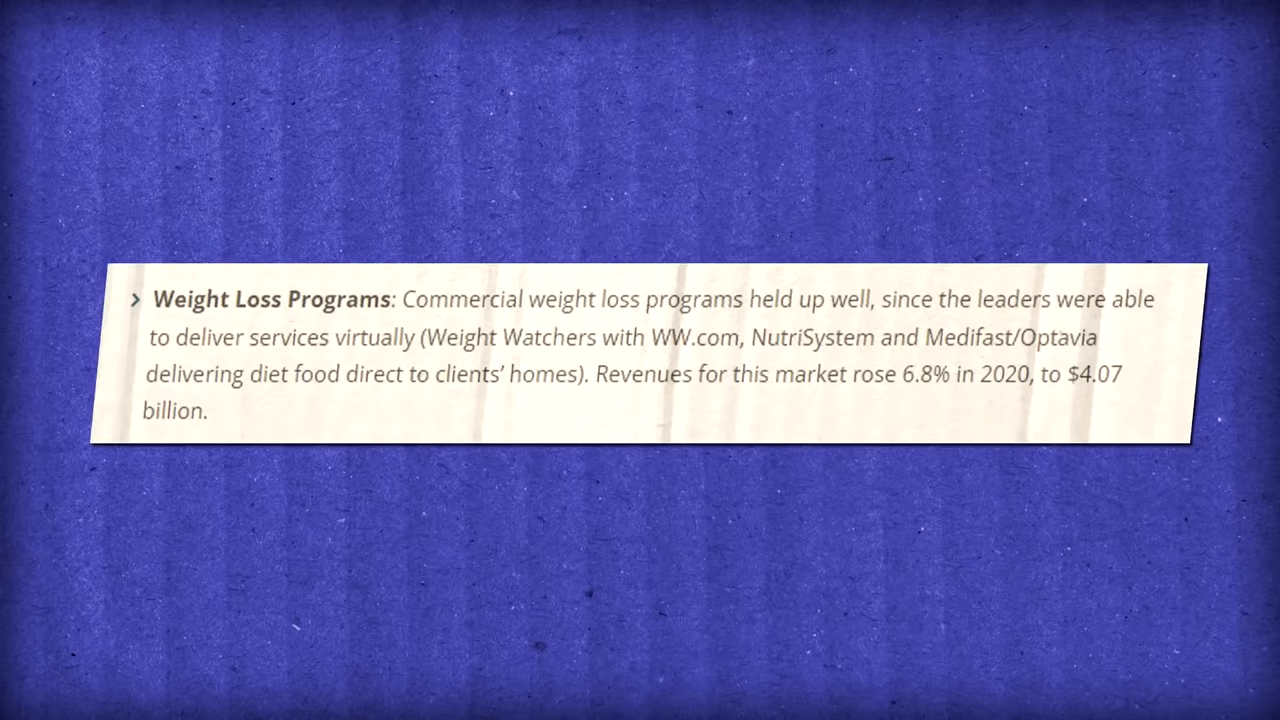 › Weight Loss Programs: Commercial weight loss programs held up well, since the leaders were able
to deliver services virtually (Weight Watchers with WW.com, NutriSystem and Medifast/Optavia
delivering diet food direct to clients’ homes). Revenues for this market rose 6.8% in 2020, to $4.07
billion.